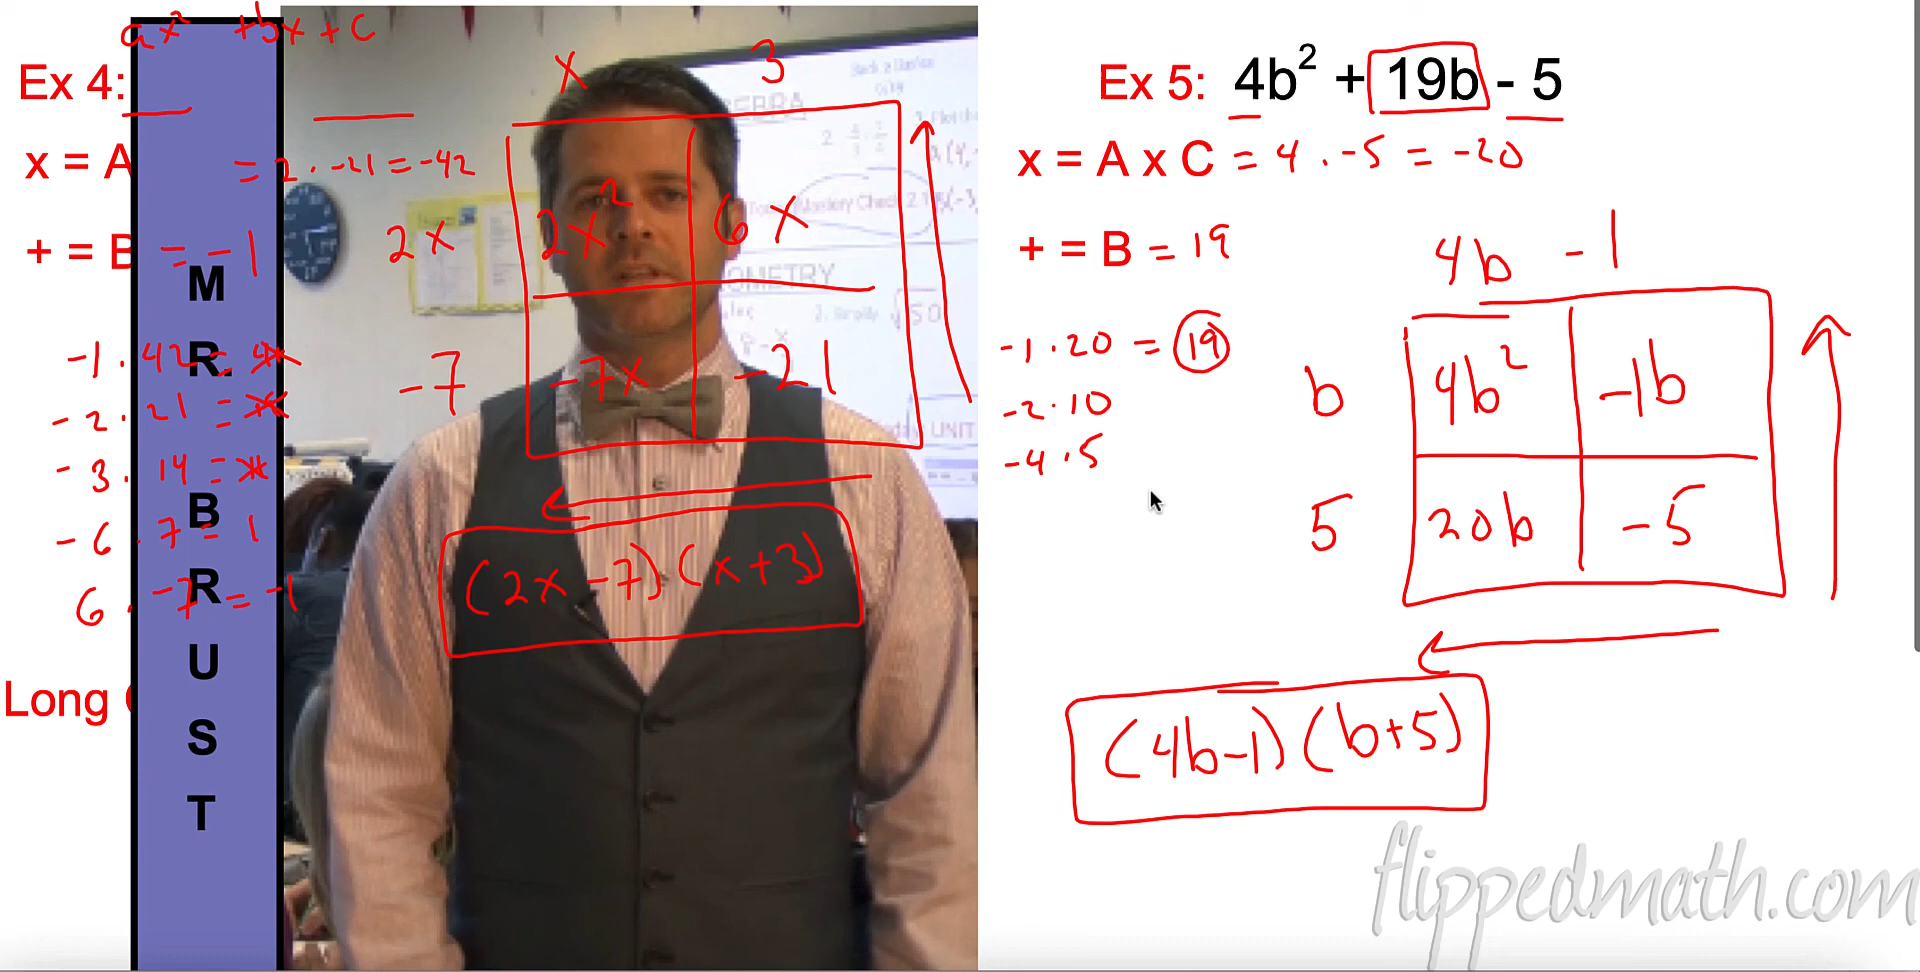 ax² +bx + c
Ex 4:
x = A
= 2 · -21 = -42
+ = B = -1
-1 · 42 =
-2 · 21 =
-3 · 14 =
-6 · 7 = 1
6 · -7 = -1
Long
M
R.
B
R
U
S
T
x 3
2x 2x² 6x
-7 -7x -21
(2x -7) (x+3)
OMETRY
UNIT
Ex 5: 4b² + 19b - 5
x = A x C = 4 · -5 = -20
+ = B = 19
-1 · 20 = 19
-2 · 10
-4 · 5
4b -1
b 4b² -1b
5 20b -5
(4b-1) (b+5)
flippedmath.com